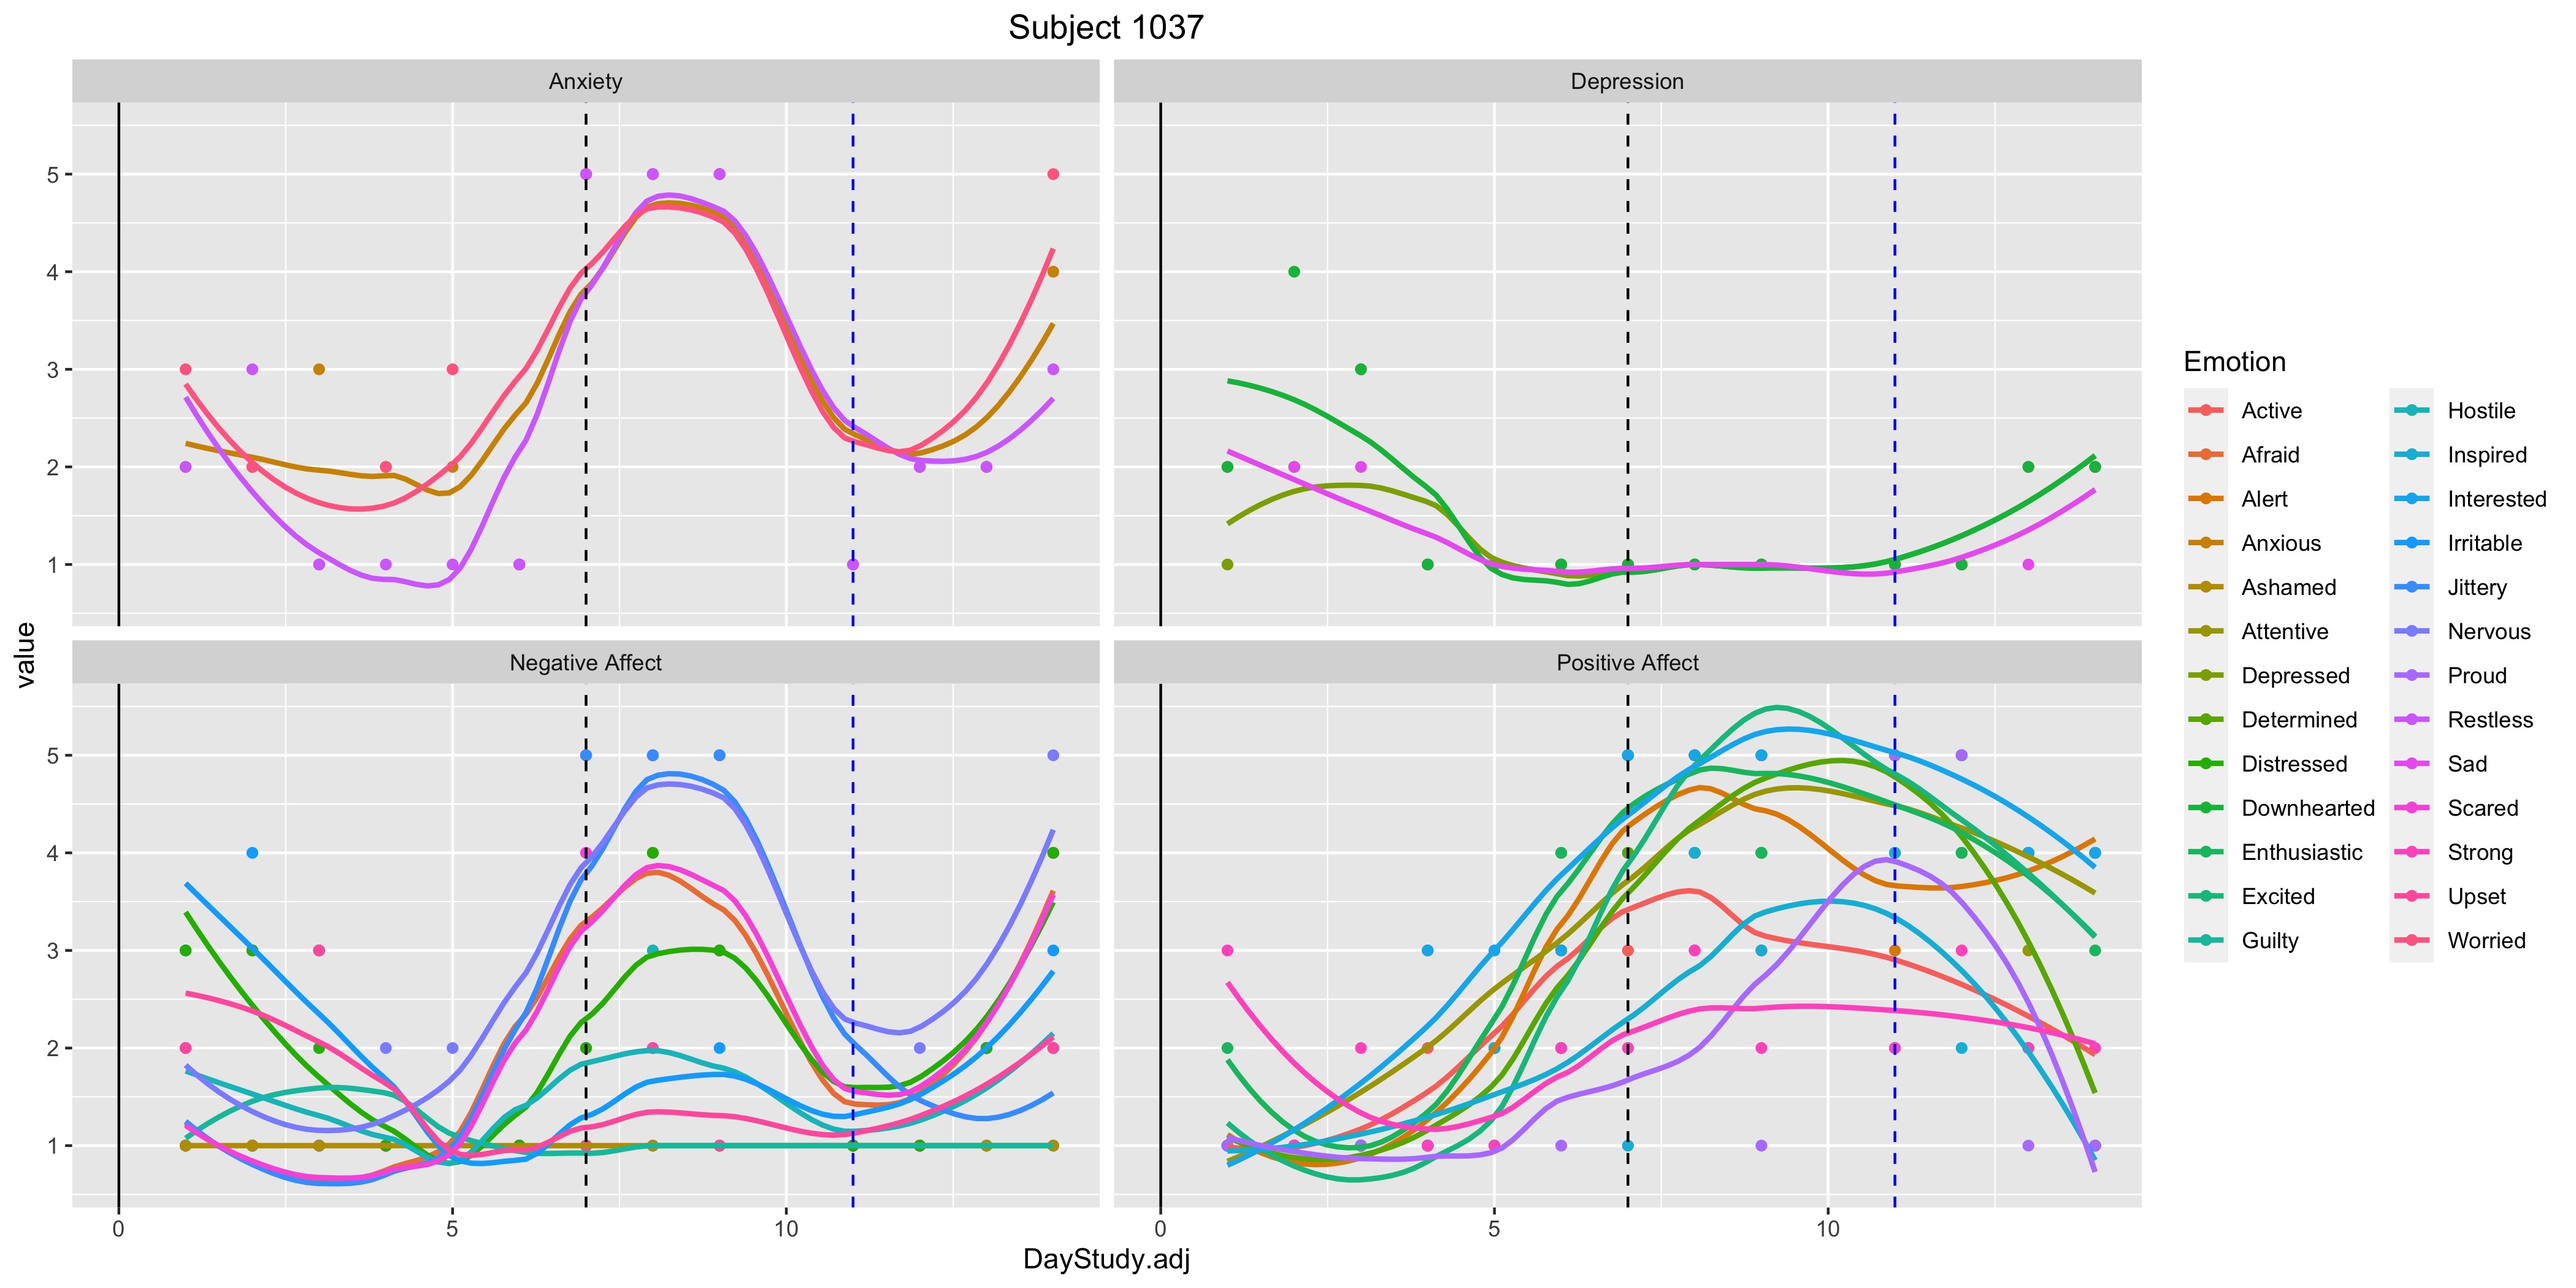 Subject 1037
Anxiety
Depression
5
4
3
2
1
value
Negative Affect
Positive Affect
5
4
3
2
1
0
5
10
0
5
10
DayStudy.adj
Emotion
Active
Afraid
Alert
Anxious
Ashamed
Attentive
Depressed
Determined
Distressed
Downhearted
Enthusiastic
Excited
Guilty
Hostile
Inspired
Interested
Irritable
Jittery
Nervous
Proud
Restless
Sad
Scared
Strong
Upset
Worried